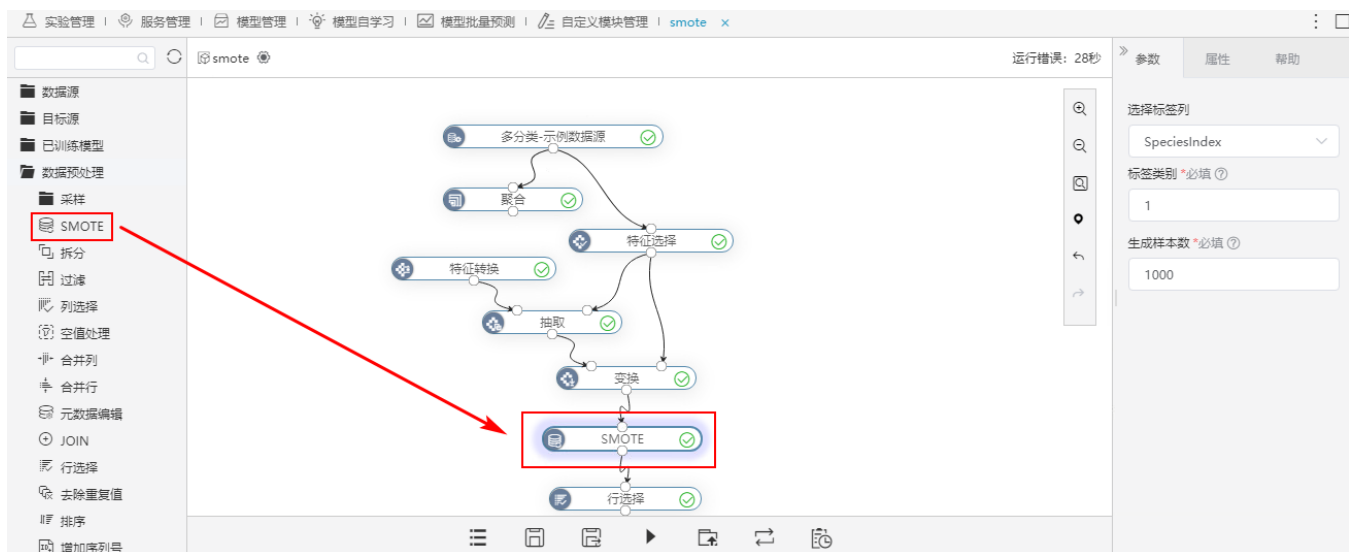 实验管理 服务管理 模型管理 模型自学习 模型批量预测 自定义模块管理 smote ×
smote 运行错误：28秒
参数 属性 帮助
数据源
目标源
已训练模型
数据预处理
采样
SMOTE
拆分
过滤
列选择
空值处理
合并列
合并行
元数据编辑
JOIN
行选择
去除重复值
排序
增加序列号
多分类-示例数据源
聚合
特征选择
特征转换
抽取
变换
SMOTE
行选择
选择标签列
SpeciesIndex
标签类别 *必填 ?
1
生成样本数 *必填 ?
1000